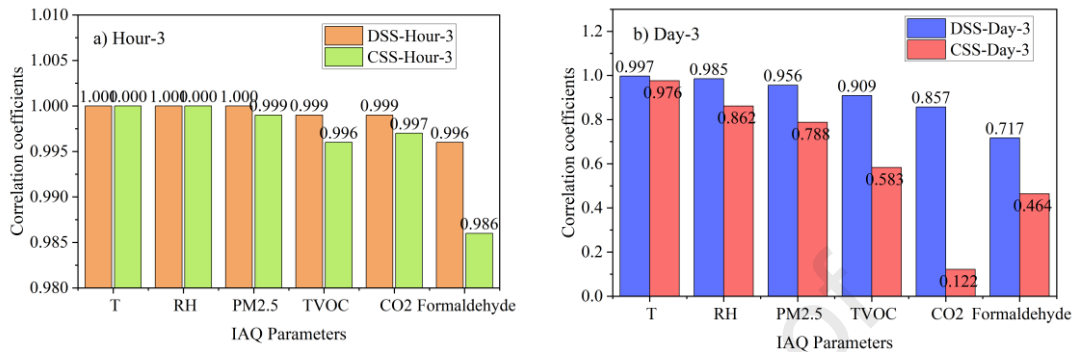 a) Hour-3
DSS-Hour-3
CSS-Hour-3
Correlation coefficients
1.010
1.005
1.000
0.995
0.990
0.985
0.980
1.000 1.000 1.000 1.000 1.000 0.999 0.999 0.996 0.999 0.997 0.996 0.986
T RH PM2.5 TVOC CO2 Formaldehyde
IAQ Parameters
b) Day-3
DSS-Day-3
CSS-Day-3
Correlation coefficients
1.2
1.0
0.8
0.6
0.4
0.2
0.0
0.997 0.976 0.985 0.862 0.956 0.788 0.909 0.583 0.857 0.122 0.717 0.464
T RH PM2.5 TVOC CO2 Formaldehyde
IAQ Parameters